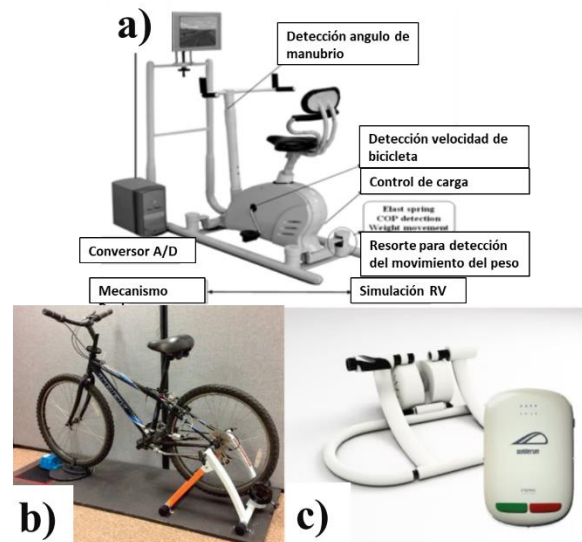 a)
Detección angulo de
manubrio
Detección velocidad de
bicicleta
Control de carga
Elast spring
COP detection
Weight movement
Conversor A/D
Resorte para detección
del movimiento del peso
Mecanismo
Simulación RV
b)
c)